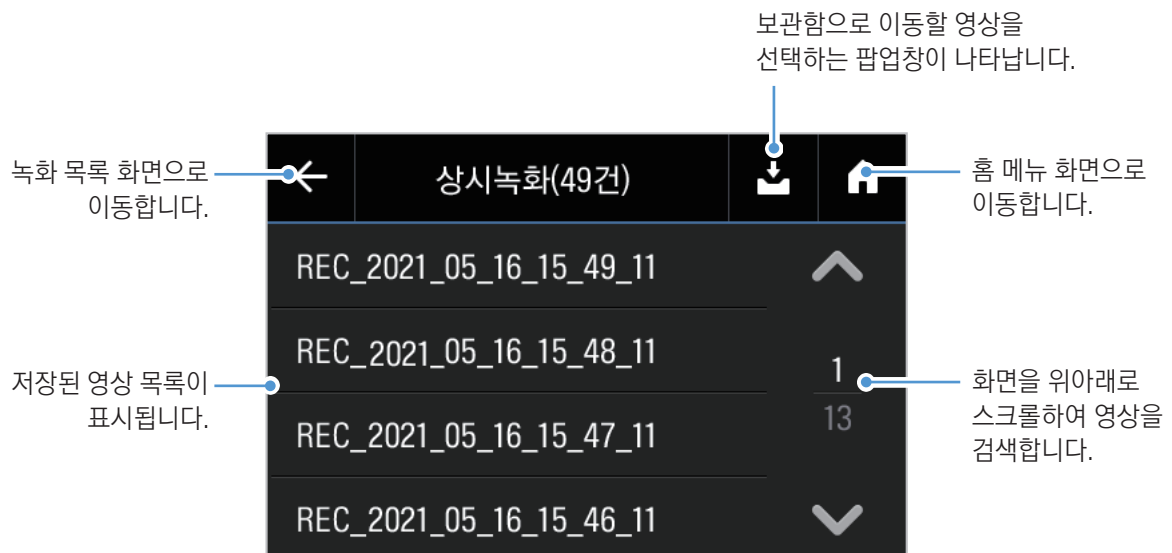 보관함으로 이동할 영상을
선택하는 팝업창이 나타납니다.
녹화 목록 화면으로
이동합니다.
상시녹화(49건)
홈 메뉴 화면으로
이동합니다.
REC_2021_05_16_15_49_11
REC_2021_05_16_15_48_11
저장된 영상 목록이
표시됩니다.
1
13
화면을 위아래로
스크롤하여 영상을
검색합니다.
REC_2021_05_16_15_47_11
REC_2021_05_16_15_46_11